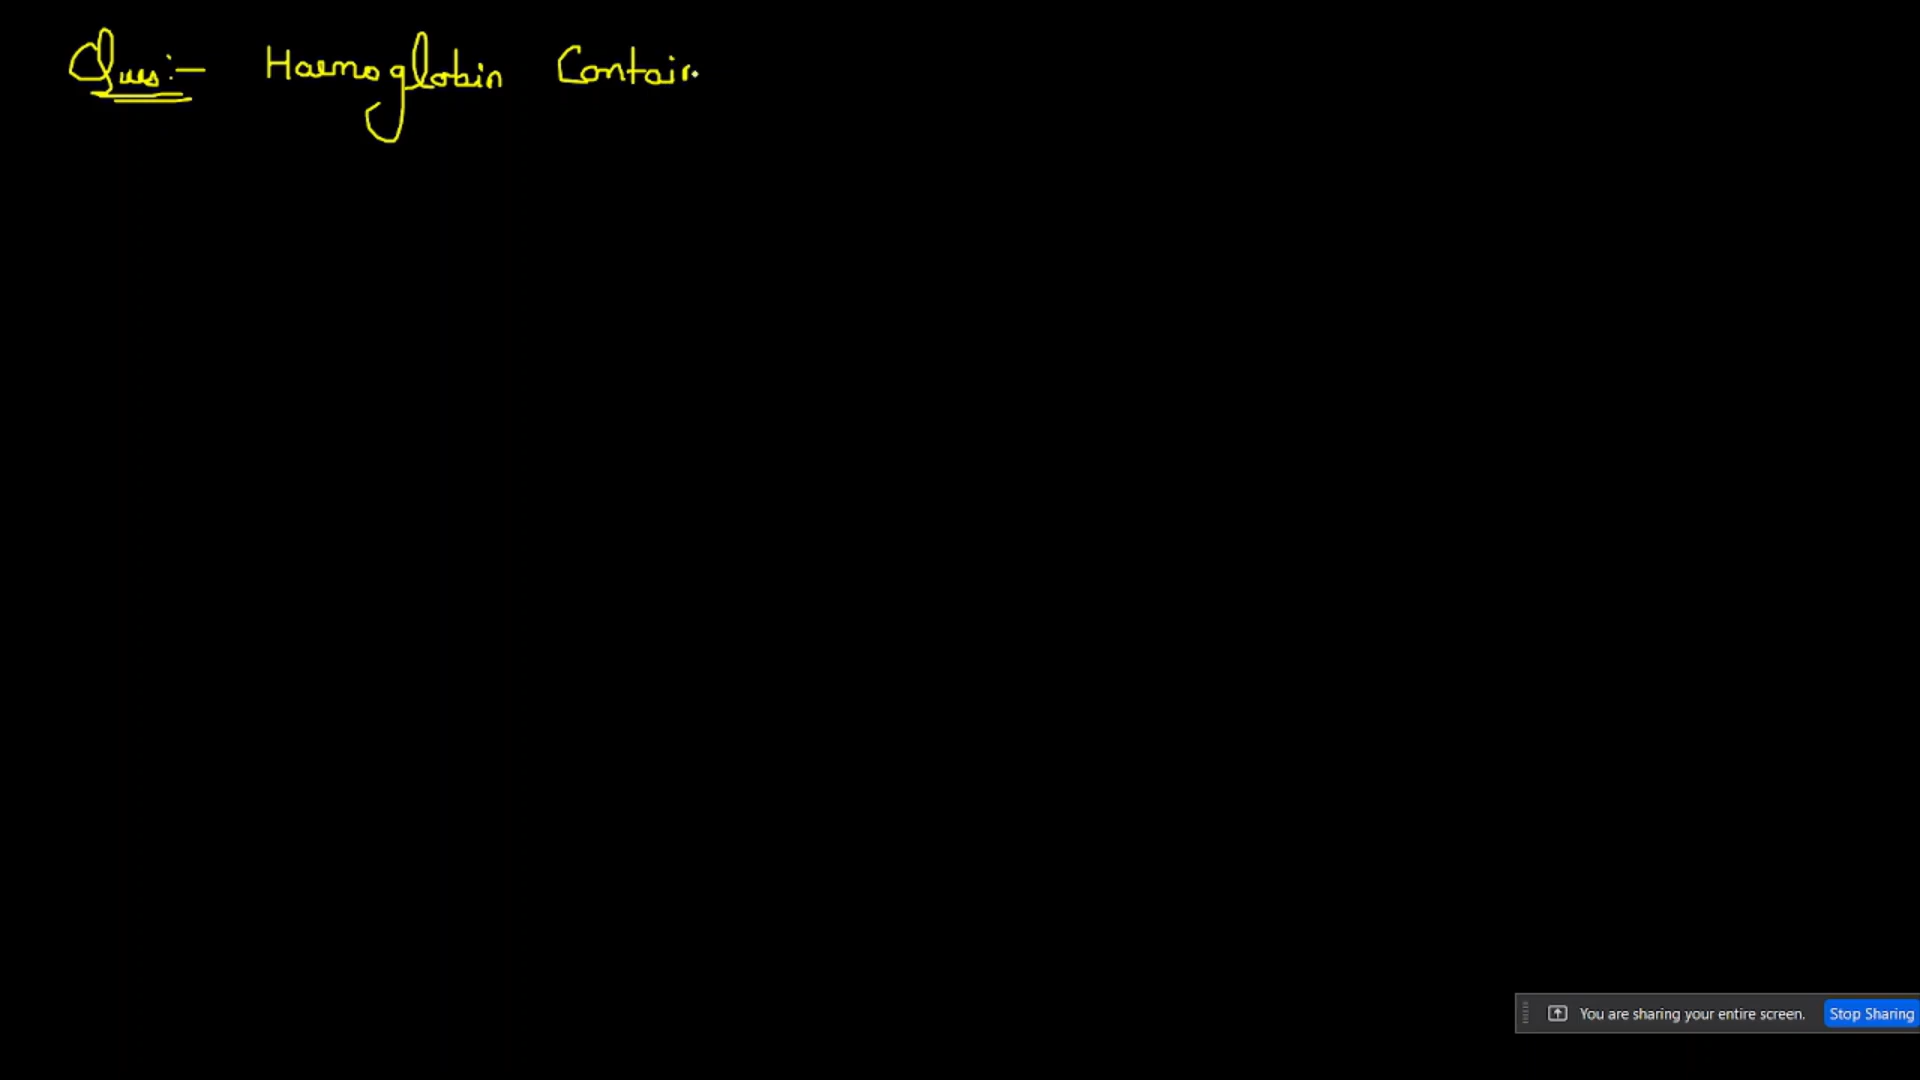 Ques:- Haemoglobin Contain
You are sharing your entire screen. Stop Sharing